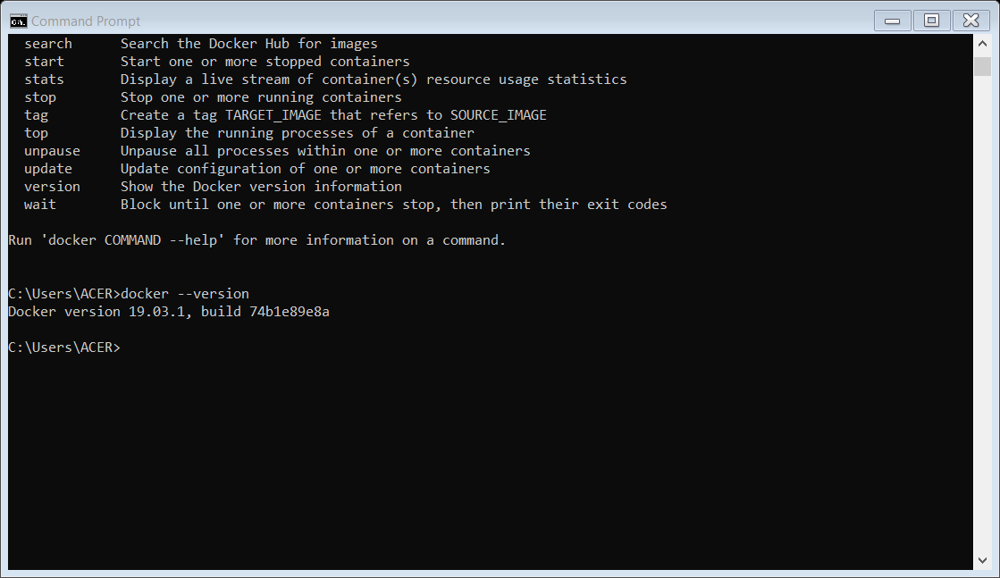 Command Prompt
search      Search the Docker Hub for images
start       Start one or more stopped containers
stats       Display a live stream of container(s) resource usage statistics
stop        Stop one or more running containers
tag         Create a tag TARGET_IMAGE that refers to SOURCE_IMAGE
top         Display the running processes of a container
unpause     Unpause all processes within one or more containers
update      Update configuration of one or more containers
version     Show the Docker version information
wait        Block until one or more containers stop, then print their exit codes
Run 'docker COMMAND --help' for more information on a command.
C:\Users\ACER>docker --version
Docker version 19.03.1, build 74b1e89e8a
C:\Users\ACER>